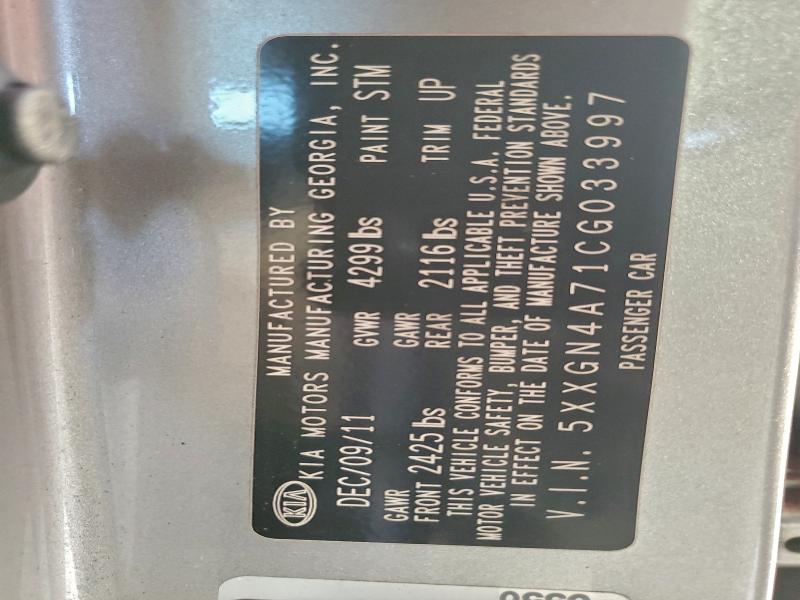 MANUFACTURED BY
KIA KIA MOTORS MANUFACTURING GEORGIA, INC.
DEC/09/11 GVWR 4299lbs PAINT STM
GAWR GAWR
FRONT 2425lbs REAR 2116lbs TRIM UP
THIS VEHICLE CONFORMS TO ALL APPLICABLE U.S.A. FEDERAL
MOTOR VEHICLE SAFETY, BUMPER, AND THEFT PREVENTION STANDARDS
IN EFFECT ON THE DATE OF MANUFACTURE SHOWN ABOVE.
V.I.N. 5XXGN4A71CG033997
PASSENGER CAR